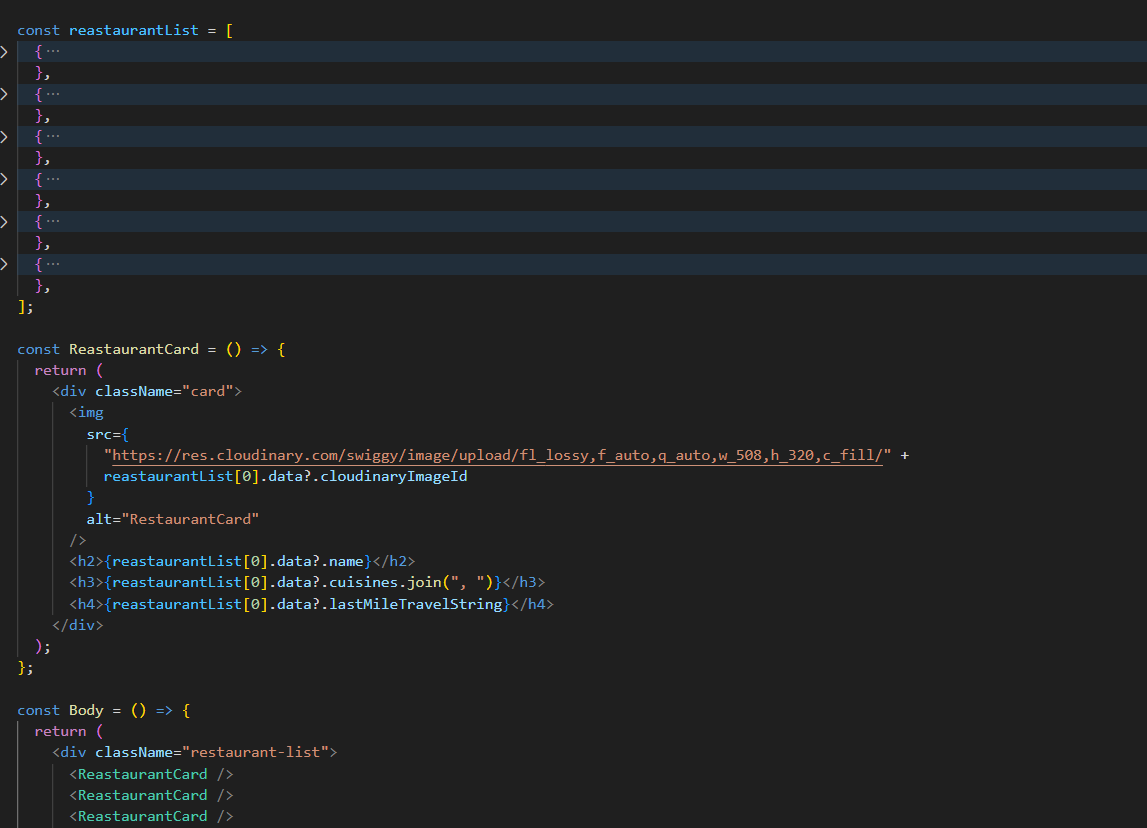 const reastaurantList = [
  { ···
  },
  { ···
  },
  { ···
  },
  { ···
  },
  { ···
  },
  { ···
  },
];

const ReastaurantCard = () => {
  return (
    <div className="card">
      <img
        src={
          "https://res.cloudinary.com/swiggy/image/upload/fl_lossy,f_auto,q_auto,w_508,h_320,c_fill/" +
          reastaurantList[0].data?.cloudinaryImageId
        }
        alt="RestaurantCard"
      />
      <h2>{reastaurantList[0].data?.name}</h2>
      <h3>{reastaurantList[0].data?.cuisines.join(", ")}</h3>
      <h4>{reastaurantList[0].data?.lastMileTravelString}</h4>
    </div>
  );
};

const Body = () => {
  return (
    <div className="restaurant-list">
      <ReastaurantCard />
      <ReastaurantCard />
      <ReastaurantCard />